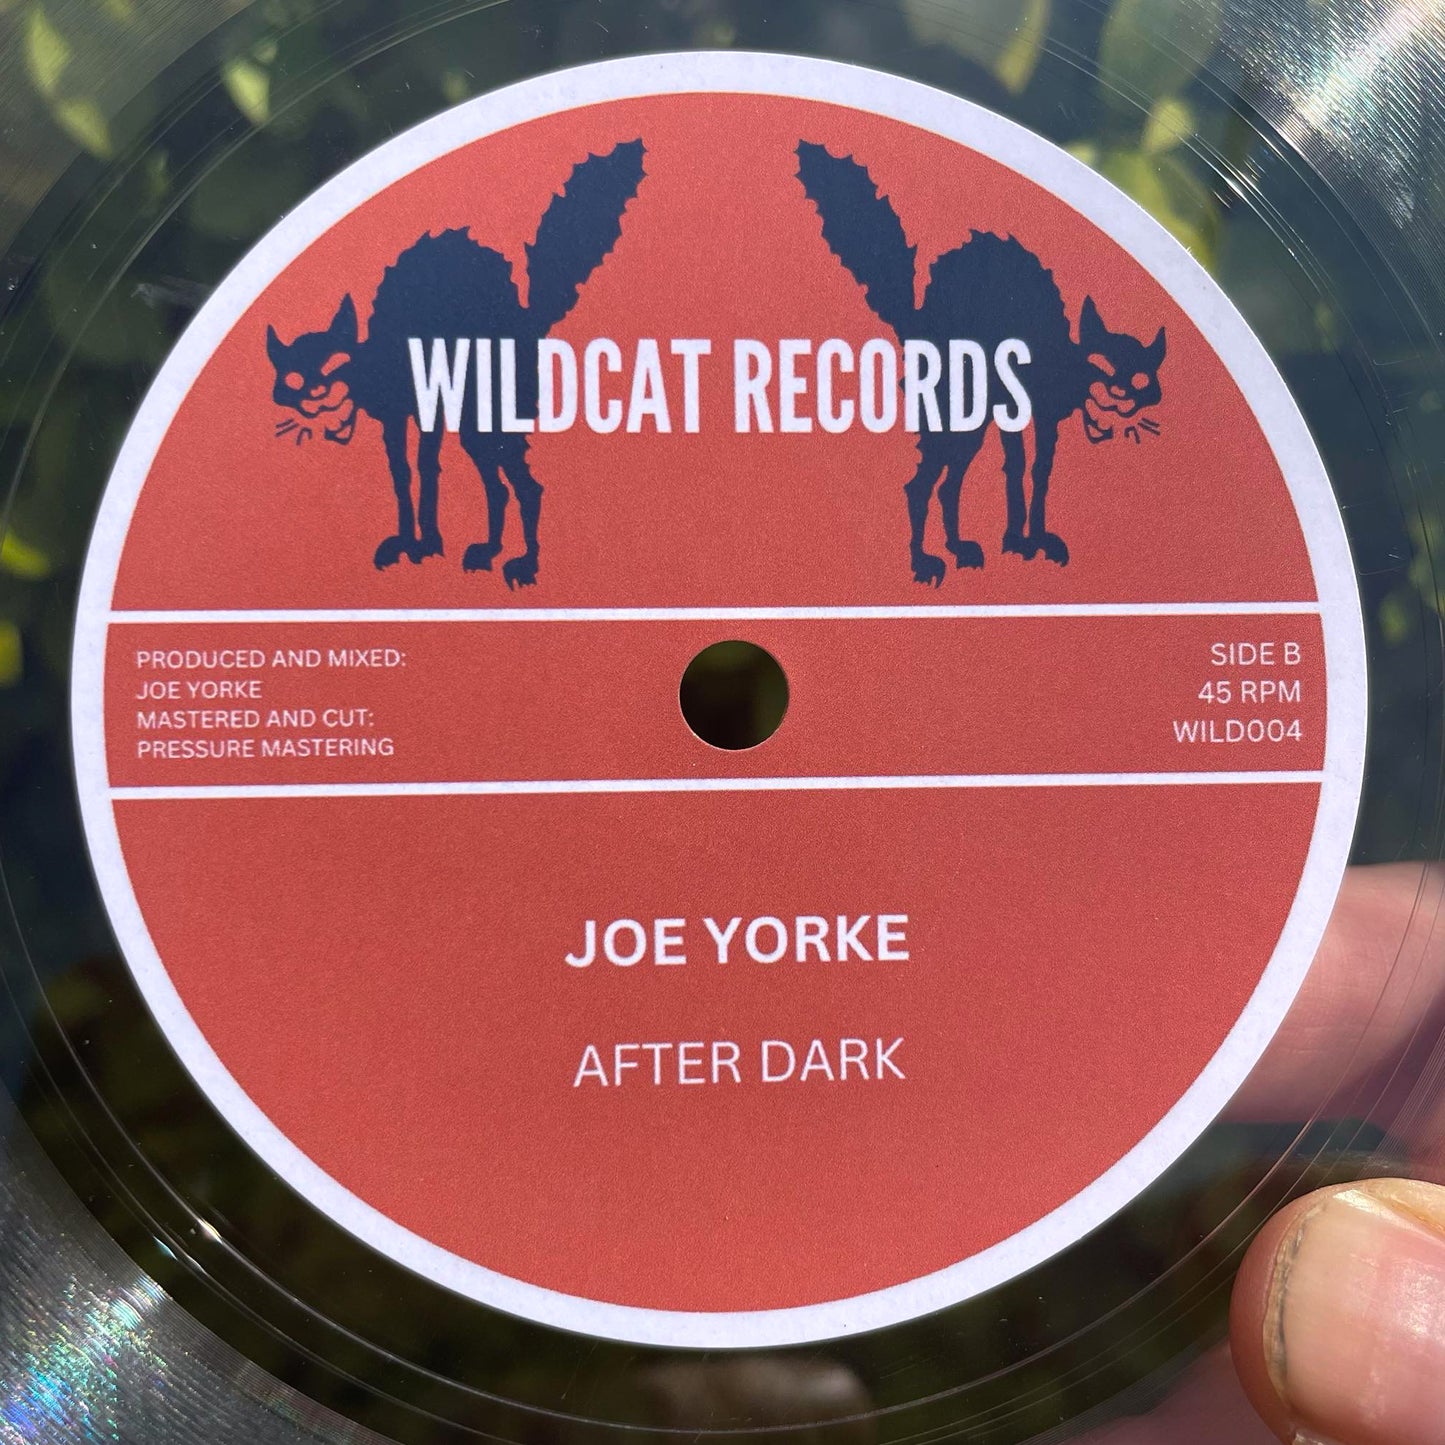 WILDCAT RECORDS
PRODUCED AND MIXED:
JOE YORKE
MASTERED AND CUT:
PRESSURE MASTERING
SIDE B
45 RPM
WILD004
JOE YORKE
AFTER DARK